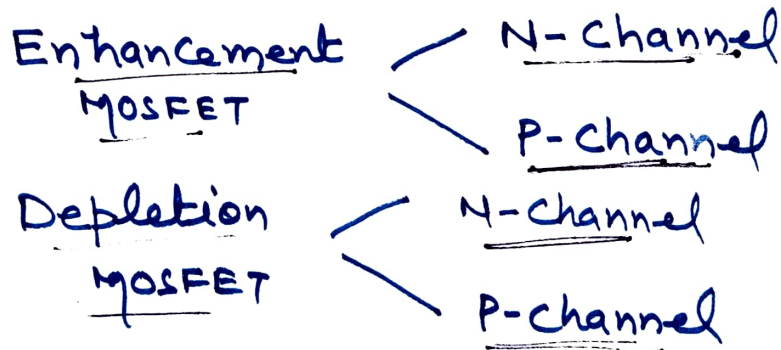 Enhancement N-Channel
MOSFET
P-Channel
Depletion N-Channel
MOSFET
P-Channel